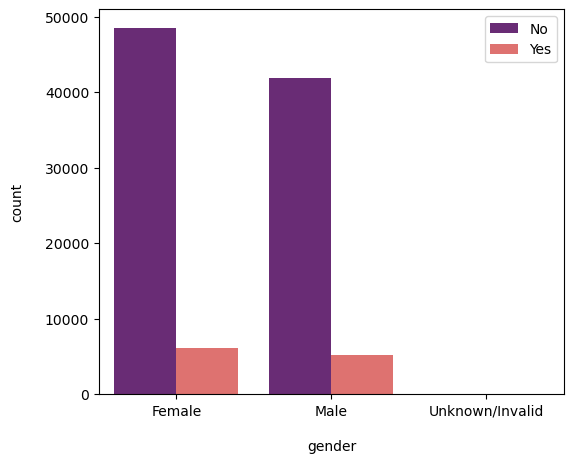 No
Yes
50000
40000
30000
20000
10000
0
count
Female Male Unknown/Invalid
gender